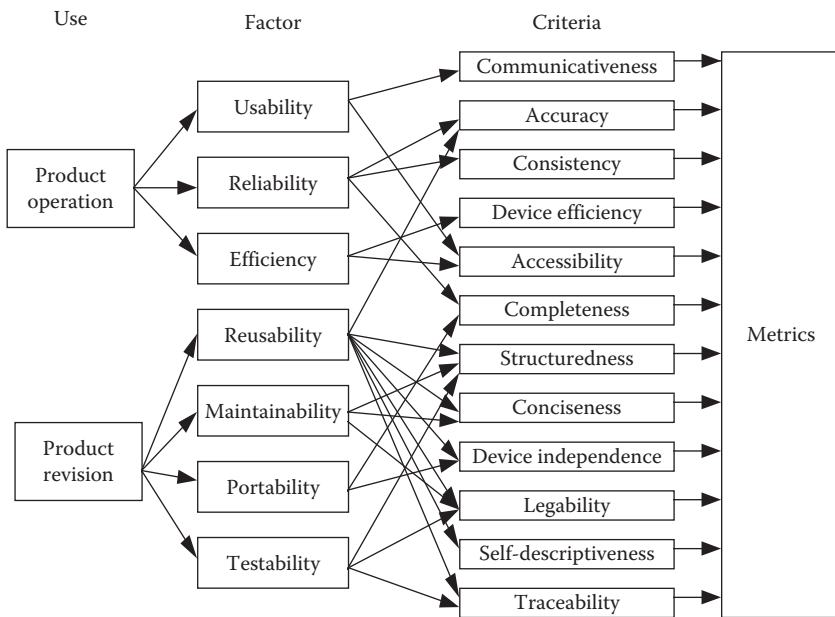 Use
Factor
Criteria
Product
operation
Product
revision
Usability
Reliability
Efficiency
Reusability
Maintainability
Portability
Testability
Communicativeness
Accuracy
Consistency
Device efficiency
Accessibility
Completeness
Structuredness
Conciseness
Device independence
Legability
Self-descriptiveness
Traceability
Metrics